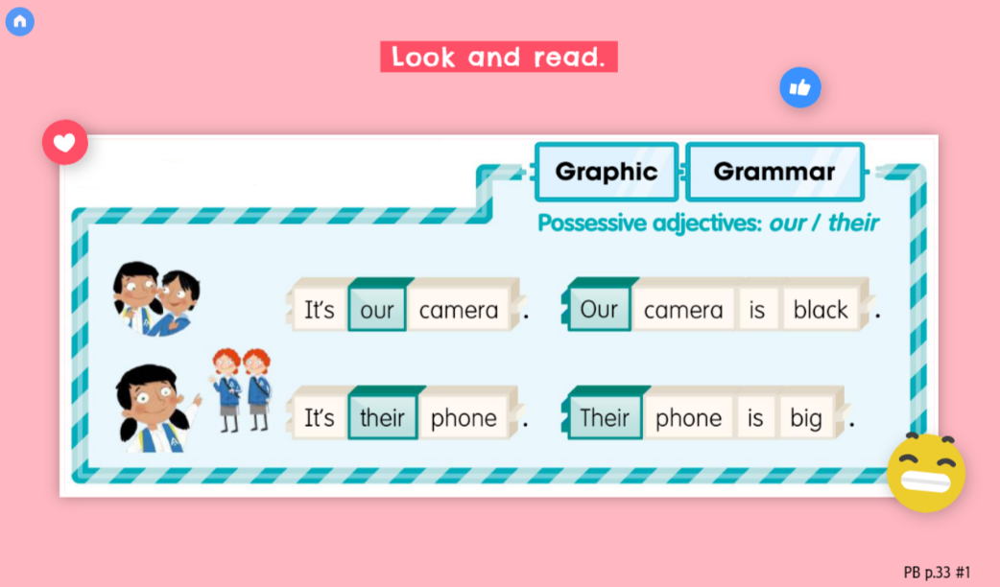 Look and read.
Graphic Grammar
Possessive adjectives: our / their
It's our camera. Our camera is black.
It's their phone. Their phone is big.
PB p.33 #1